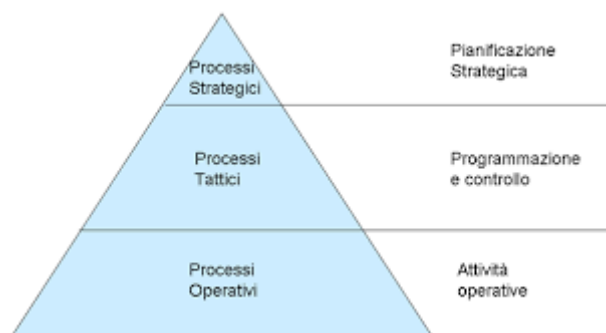 Processi
Strategici
Pianificazione
Strategica
Processi
Tattici
Programmazione
e controllo
Processi
Operativi
Attività
operative